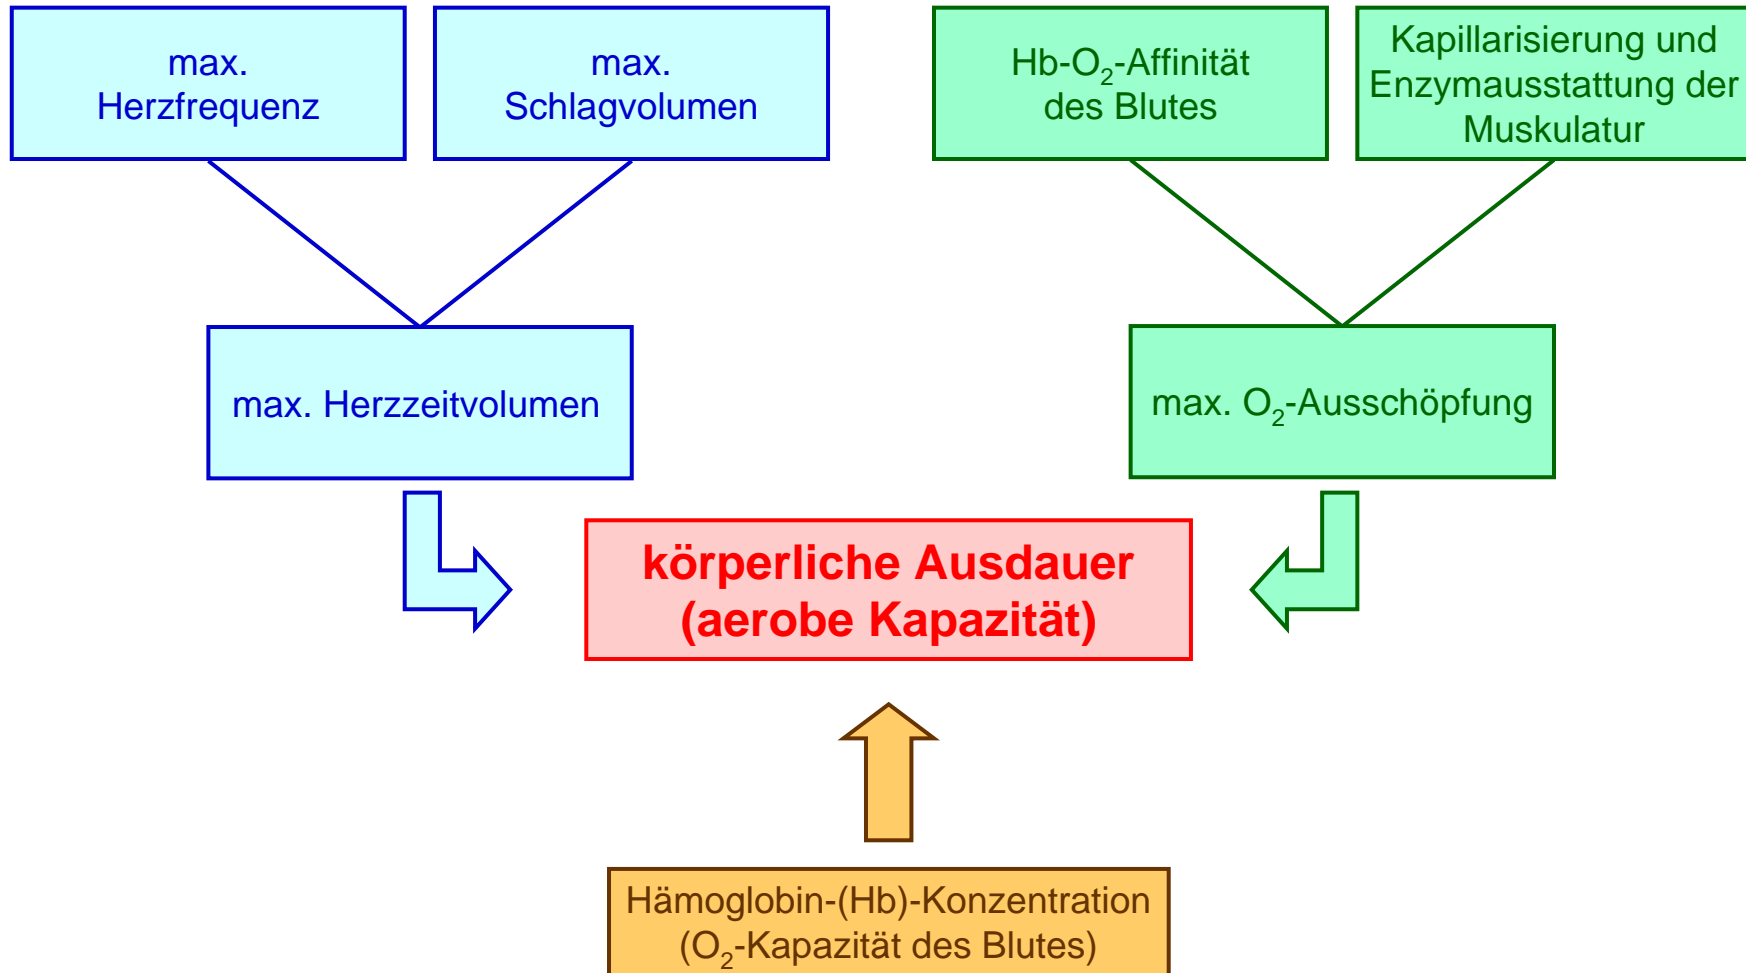 max.
Herzfrequenz
max.
Schlagvolumen
Hb-O₂-Affinität
des Blutes
Kapillarisierung und
Enzymausstattung der
Muskulatur
max. Herzzeitvolumen
max. O₂-Ausschöpfung
körperliche Ausdauer
(aerobe Kapazität)
Hämoglobin-(Hb)-Konzentration
(O₂-Kapazität des Blutes)